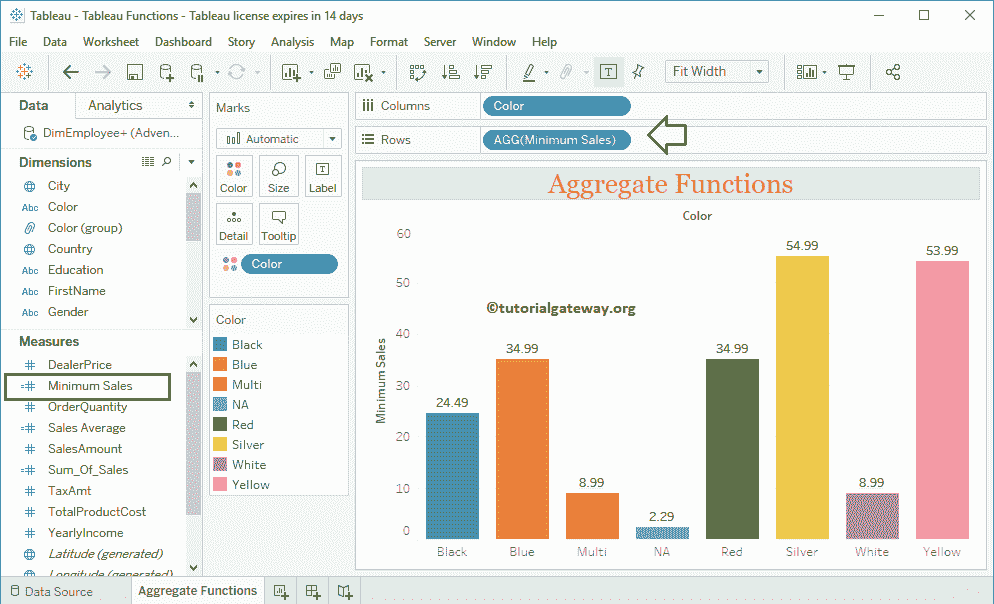 Tableau - Tableau Functions - Tableau license expires in 14 days
File Data Worksheet Dashboard Story Analysis Map Format Server Window Help
Fit Width
Data Analytics
DimEmployee+ (Adven...
Dimensions
City
Abc Color
Color (group)
Country
Abc Education
Abc FirstName
Abc Gender
Measures
DealerPrice
Minimum Sales
OrderQuantity
Sales Average
SalesAmount
Sum_Of_Sales
TaxAmt
TotalProductCost
YearlyIncome
Latitude (generated)
Longitude (generated)
Marks
Automatic
Color Size Label
Detail Tooltip
Color
Color
Black
Blue
Multi
NA
Red
Silver
White
Yellow
Columns Color
Rows AGG(Minimum Sales)
Aggregate Functions
Color
©tutorialgateway.org
Minimum Sales
60
50
40
30
20
10
0
24.49
34.99
8.99
2.29
34.99
54.99
8.99
53.99
Black Blue Multi NA Red Silver White Yellow
Data Source Aggregate Functions